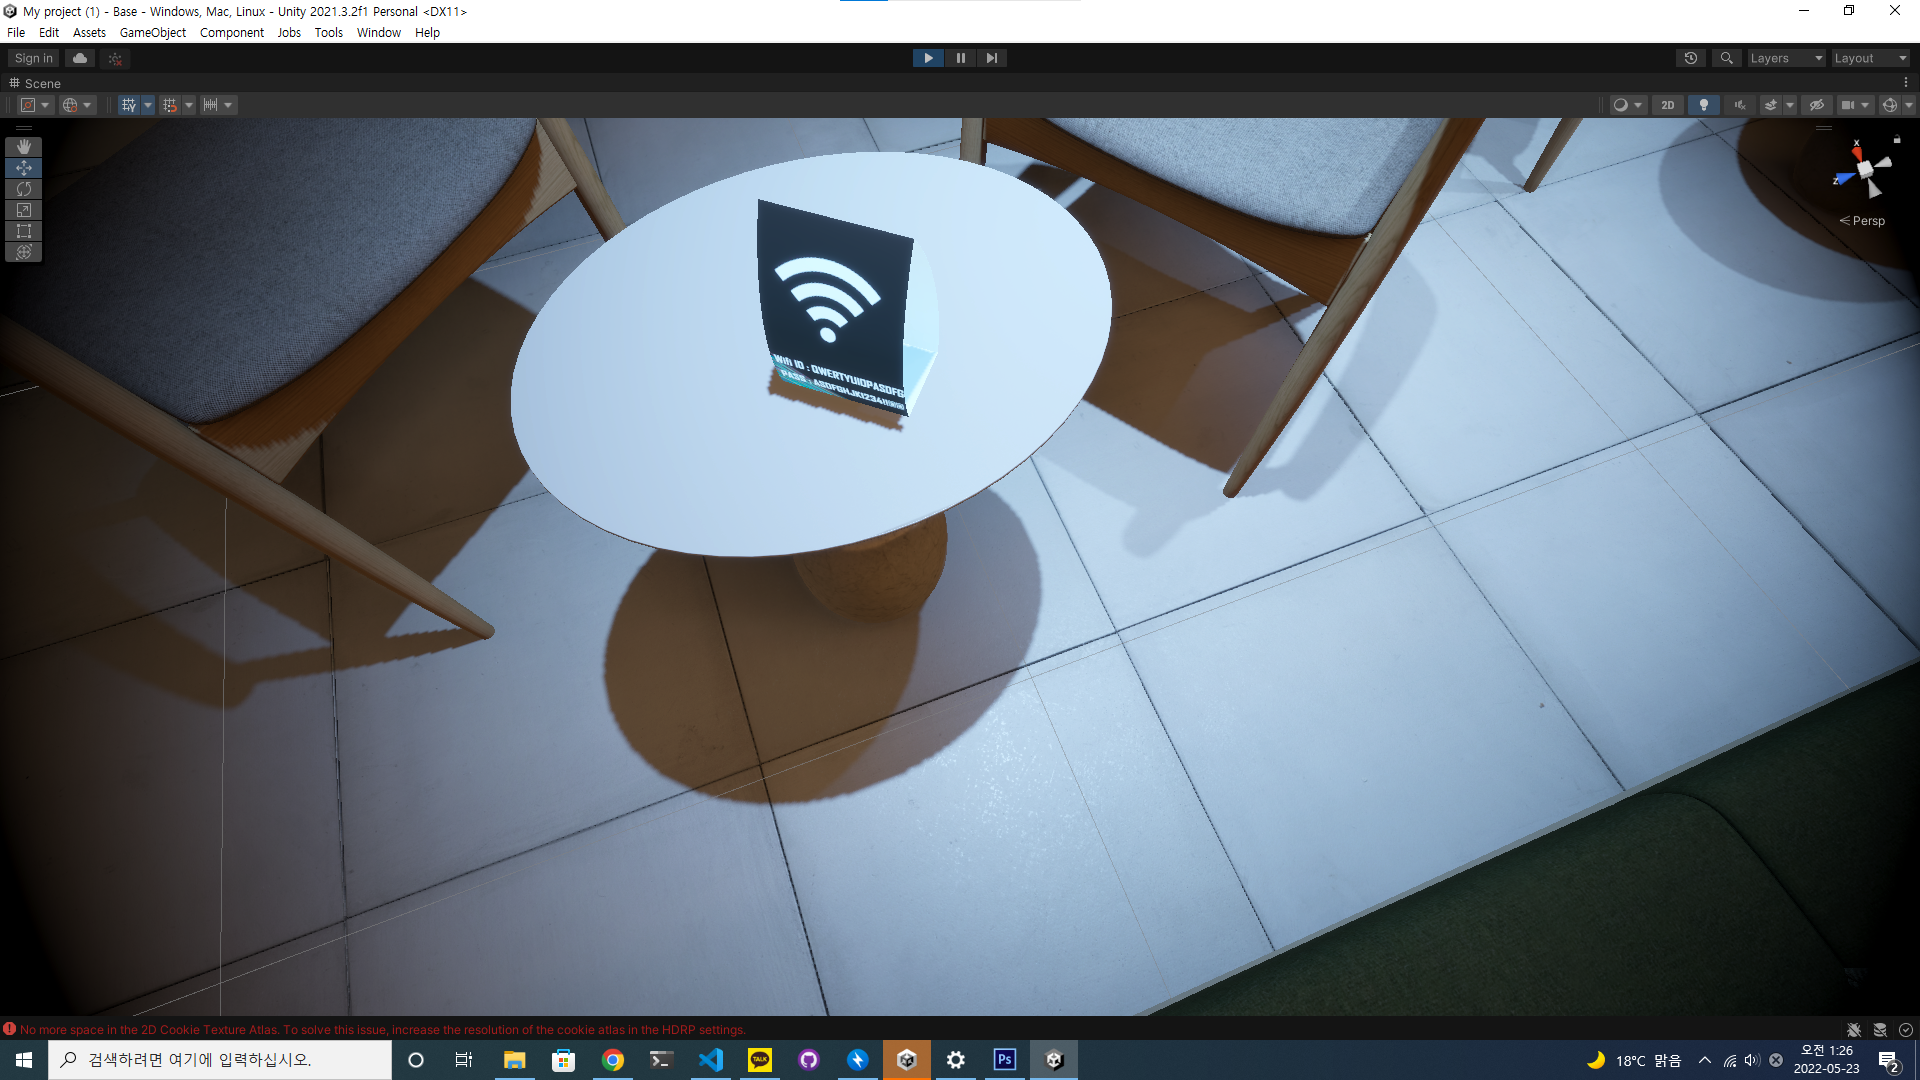 My project (1) - Base - Windows, Mac, Linux - Unity 2021.3.2f1 Personal <DX11>
File Edit Assets GameObject Component Jobs Tools Window Help
Sign in
Layers
Layout
Scene
2D
x
z
Persp
Wifi ID : QWERTYUIOPASDFG
PASS : ASDFGHJK1234!!@@
No more space in the 2D Cookie Texture Atlas. To solve this issue, increase the resolution of the cookie atlas in the HDRP settings.
검색하려면 여기에 입력하십시오.
TALK
Ps
18°C 맑음
오전 1:26
2022-05-23
2